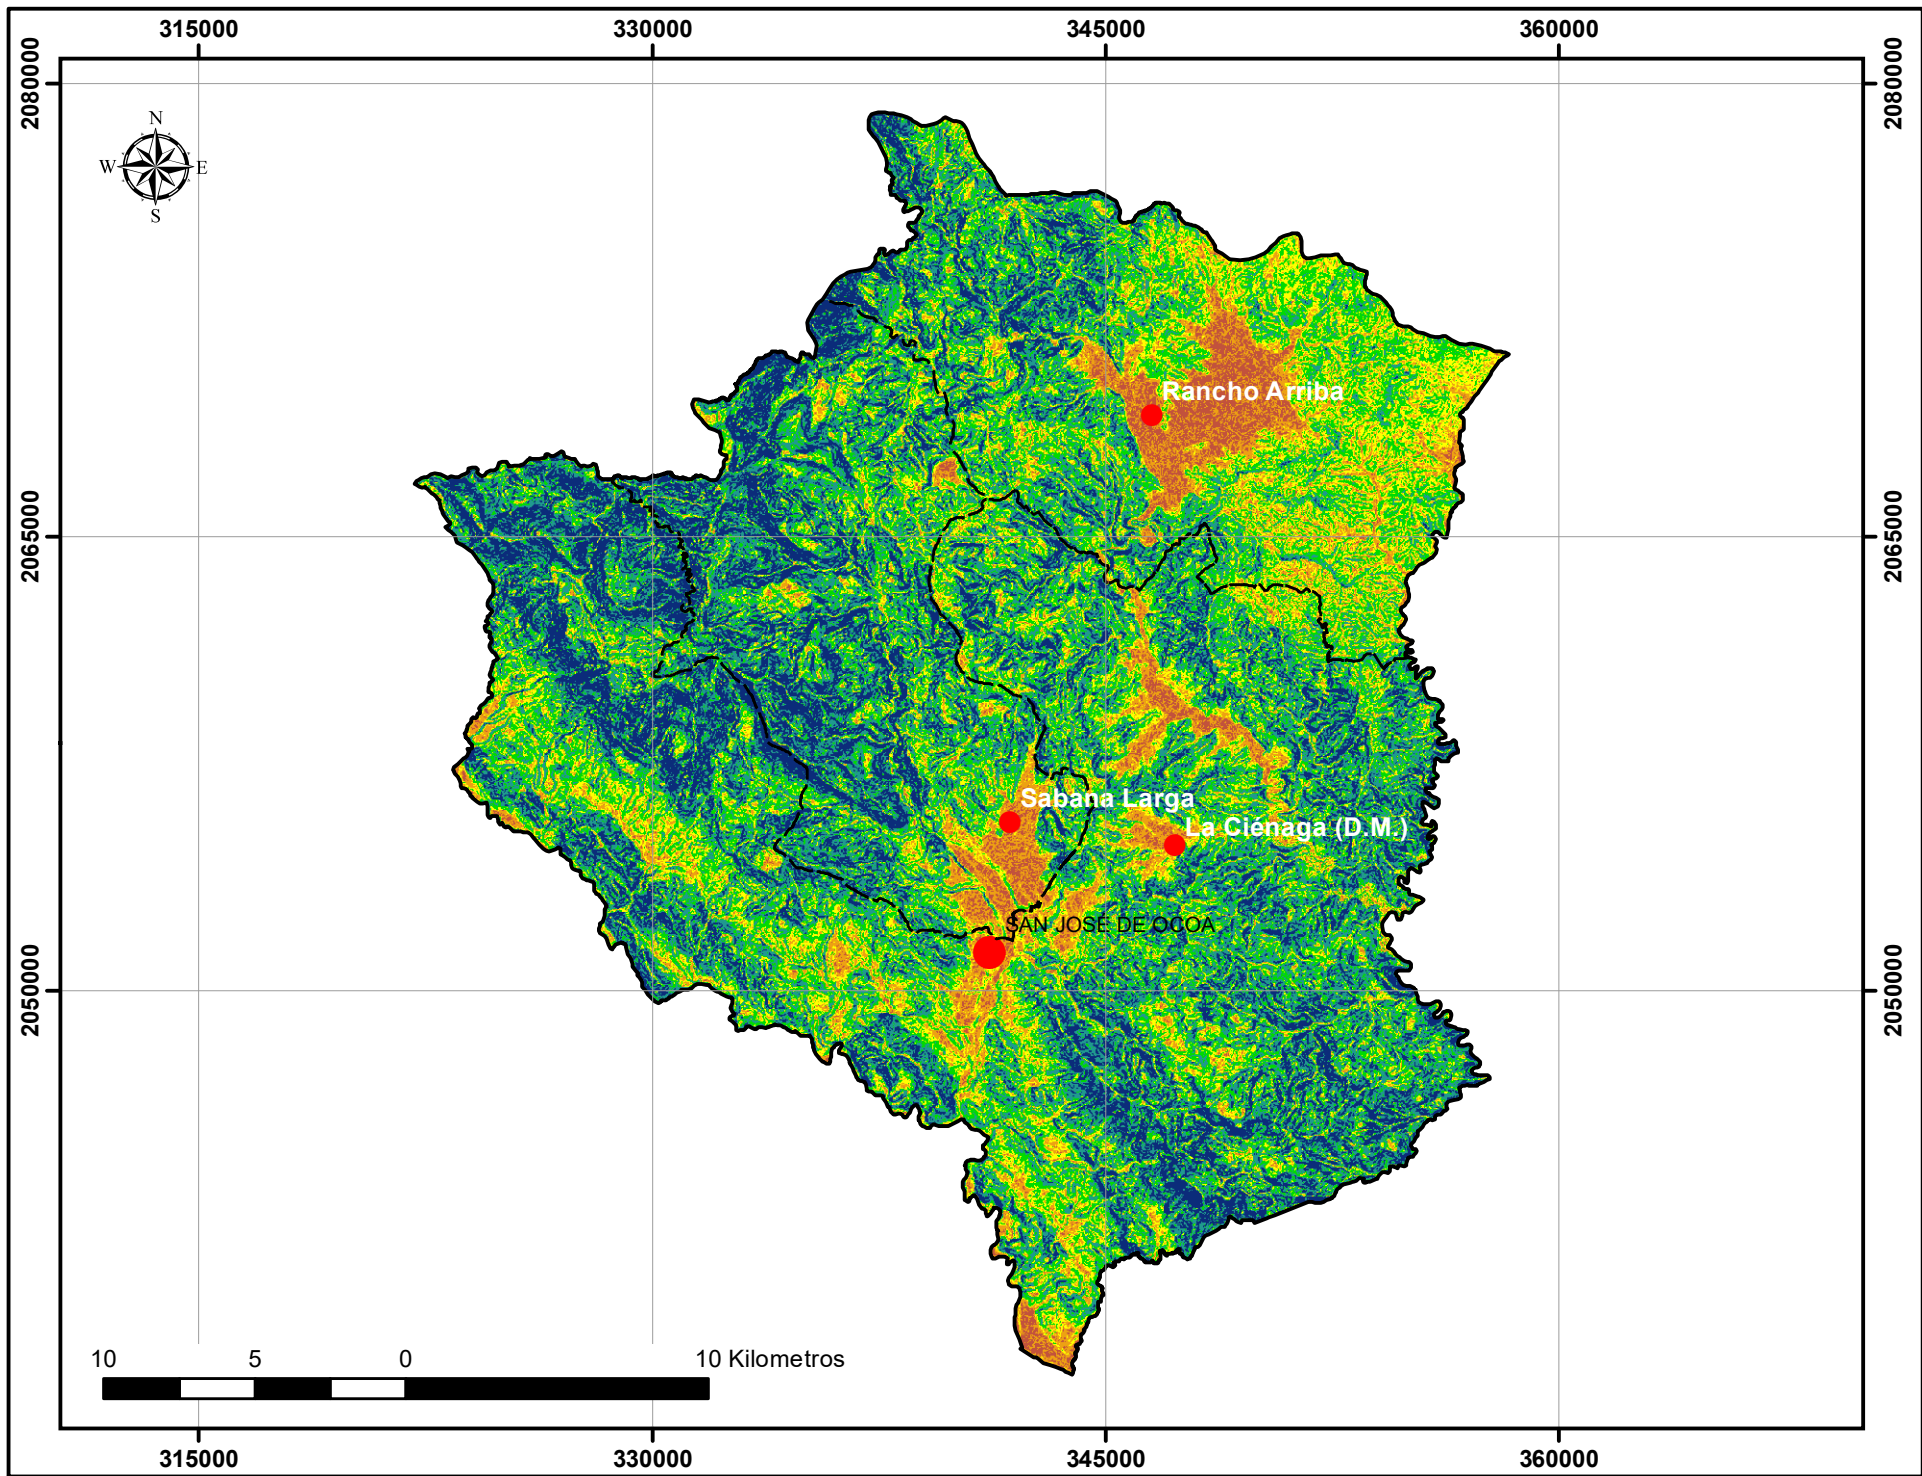 315000 330000 345000 360000
2080000 2080000
N
W E
S
Rancho Arriba
2065000 2065000
Sabana Larga
La Ciénaga (D.M.)
SAN JOSE DE OCOA
2050000 2050000
10 5 0 10 Kilometros
315000 330000 345000 360000